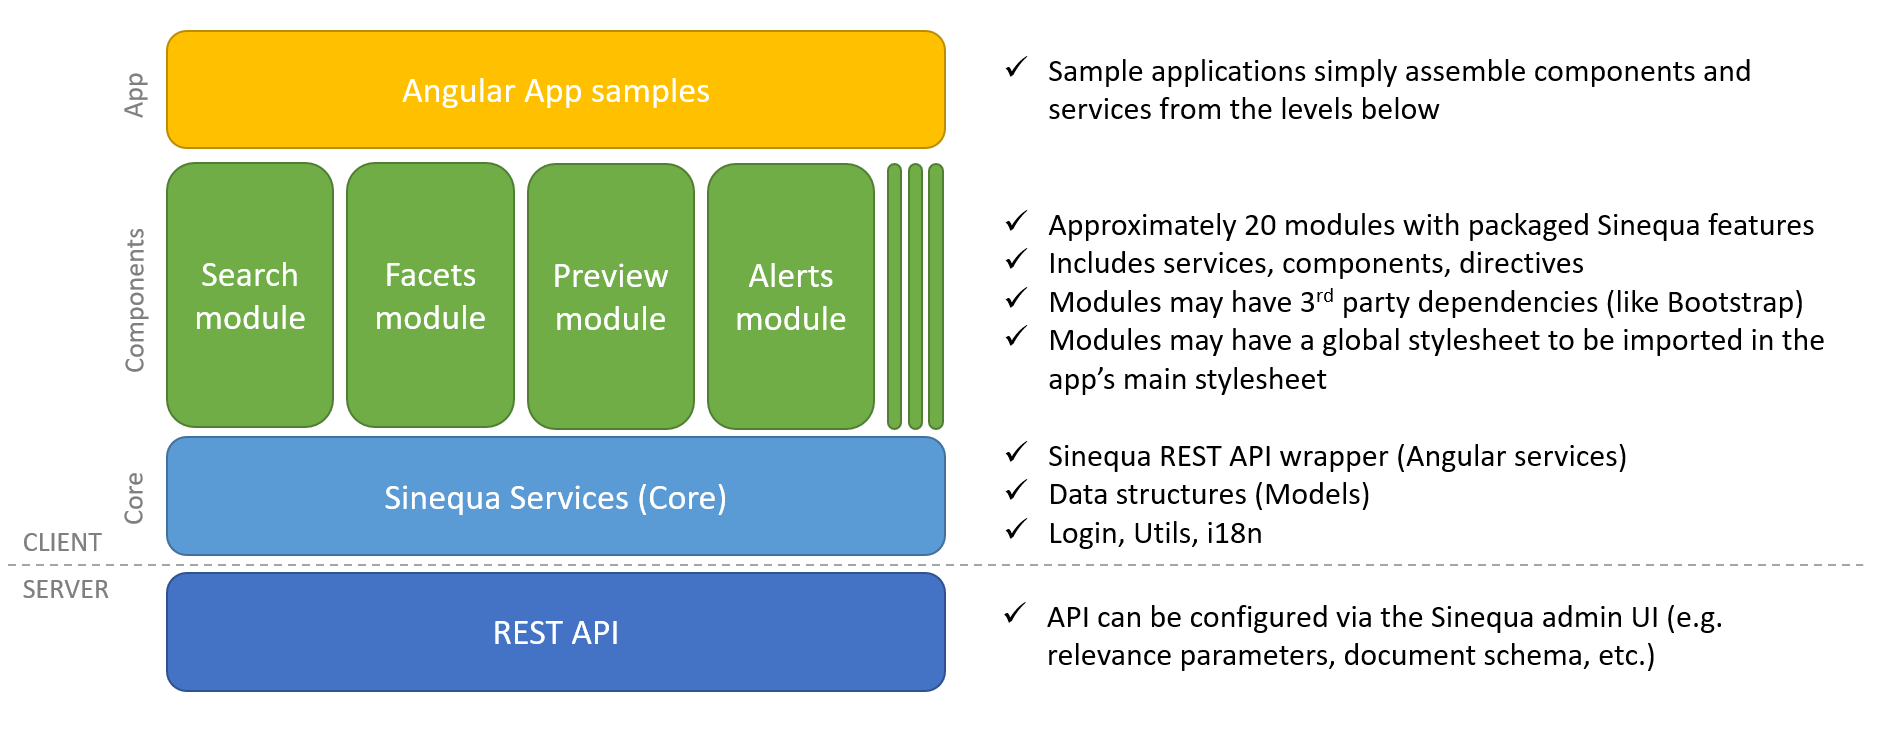 App
Angular App samples
✓ Sample applications simply assemble components and
services from the levels below
Components
Search
module
Facets
module
Preview
module
Alerts
module
✓ Approximately 20 modules with packaged Sinequa features
✓ Includes services, components, directives
✓ Modules may have 3rd party dependencies (like Bootstrap)
✓ Modules may have a global stylesheet to be imported in the
app’s main stylesheet
Core
Sinequa Services (Core)
✓ Sinequa REST API wrapper (Angular services)
✓ Data structures (Models)
✓ Login, Utils, i18n
CLIENT
SERVER
REST API
✓ API can be configured via the Sinequa admin UI (e.g.
relevance parameters, document schema, etc.)